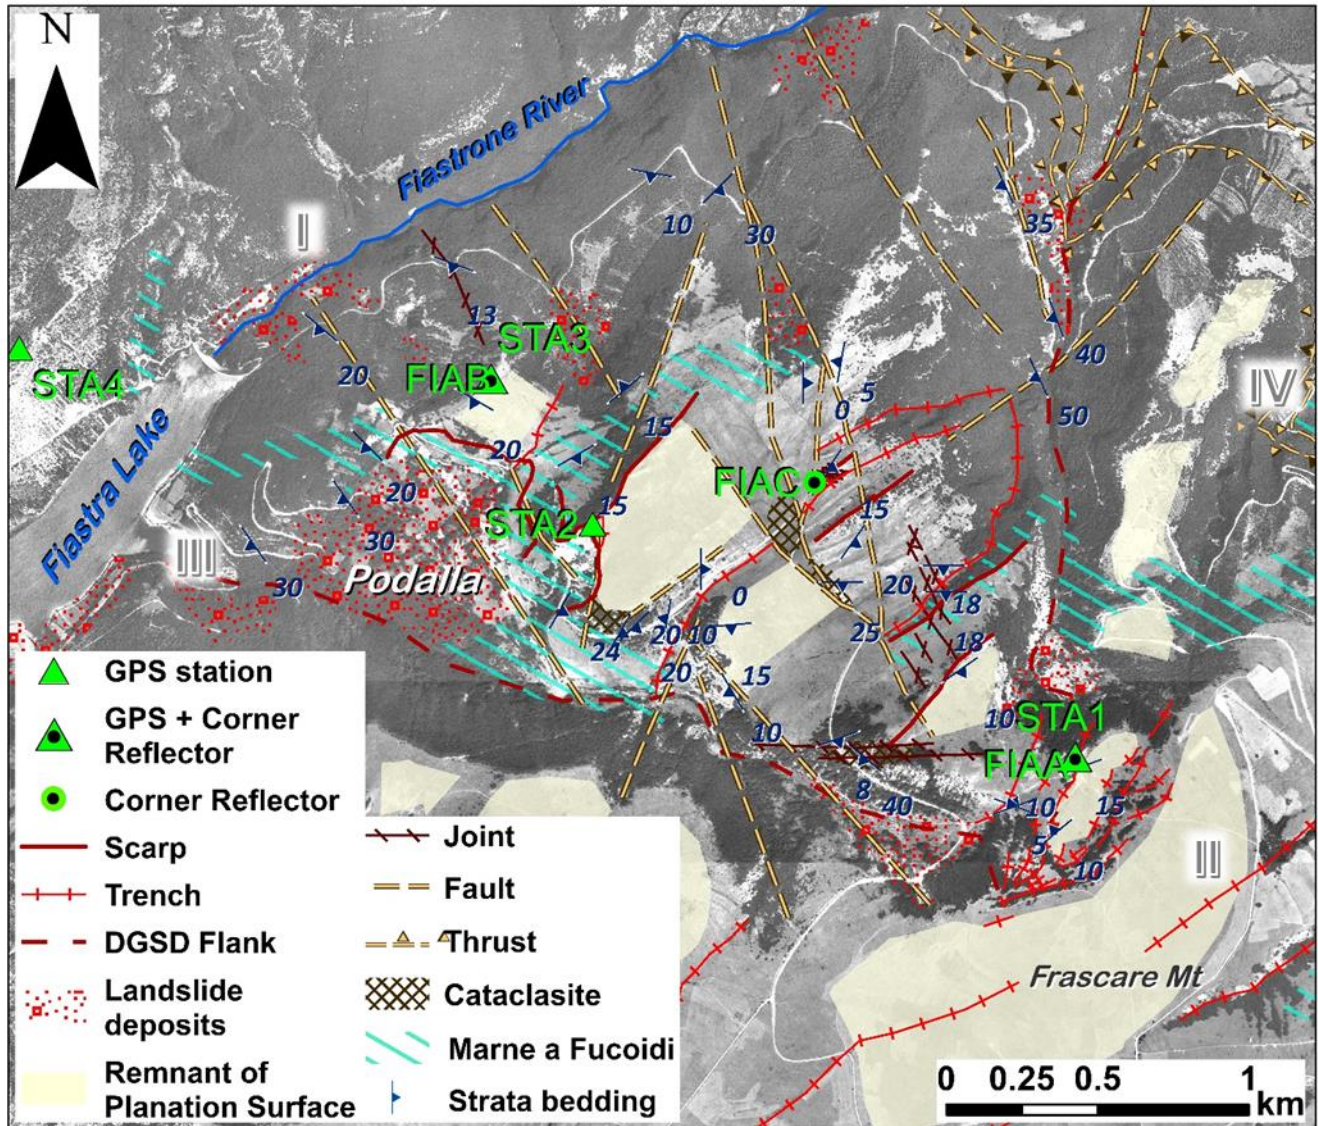 N
Fiastrone River
I
10
30
35
13
STA3
STA4
20
FIAB
40
5
0
IV
50
15
Fiastra Lake
20
20
FIAC
15
STA2
15
III
30
30
Podalla
20
18
0
18
20
10
25
24
20
15
10
STA1
10
FIAA
8
40
10
15
5
10
II
Frascare Mt
GPS station
GPS + Corner
Reflector
Corner Reflector
Scarp
Trench
DGSD Flank
Landslide
deposits
Remnant of
Planation Surface
Joint
Fault
Thrust
Cataclasite
Marne a Fucoidi
Strata bedding
0 0.25 0.5 1
km